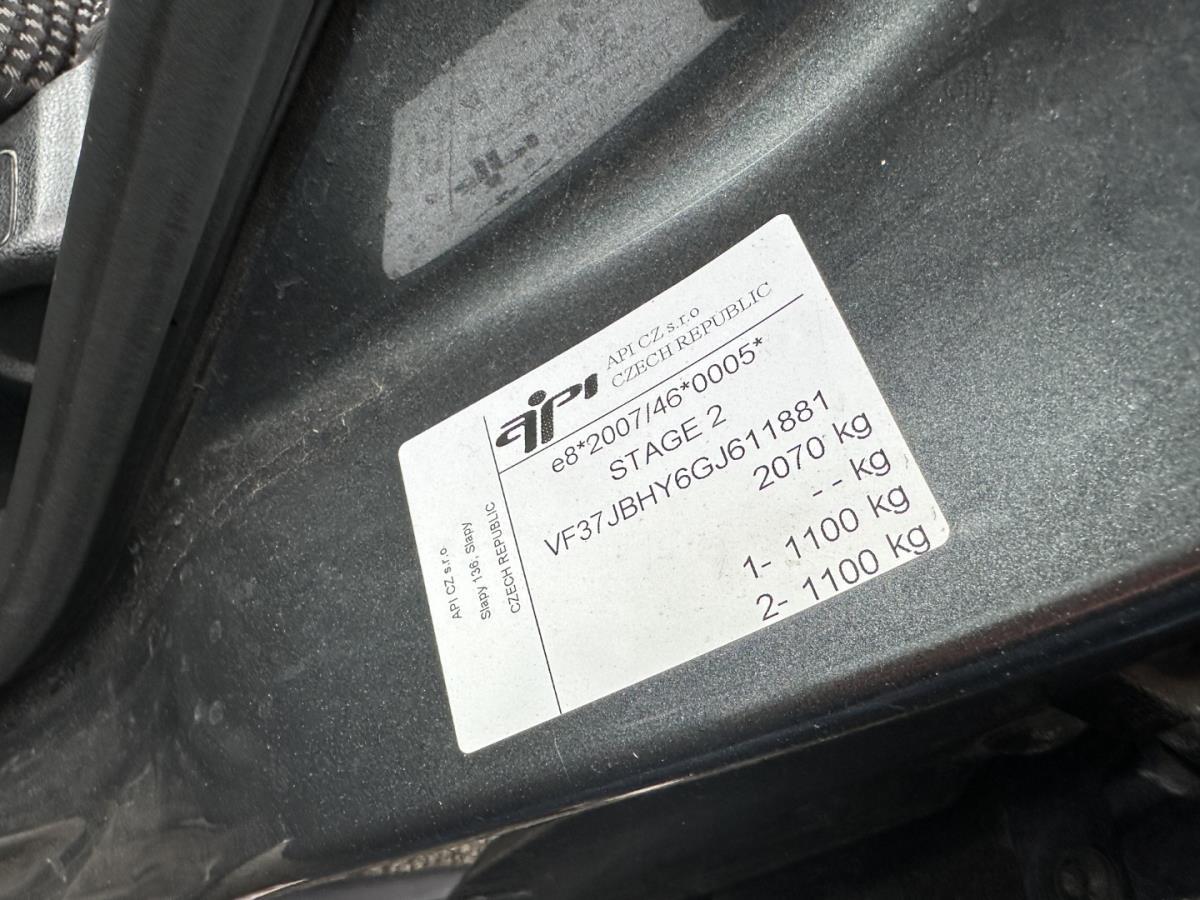 API
API CZ s.r.o
CZECH REPUBLIC
e8*2007/46*0005*
STAGE 2
VF37JBHY6GJ611881
2070 kg
- - kg
1- 1100 kg
2- 1100 kg
API CZ s.r.o
Slapy 136, Slapy
CZECH REPUBLIC